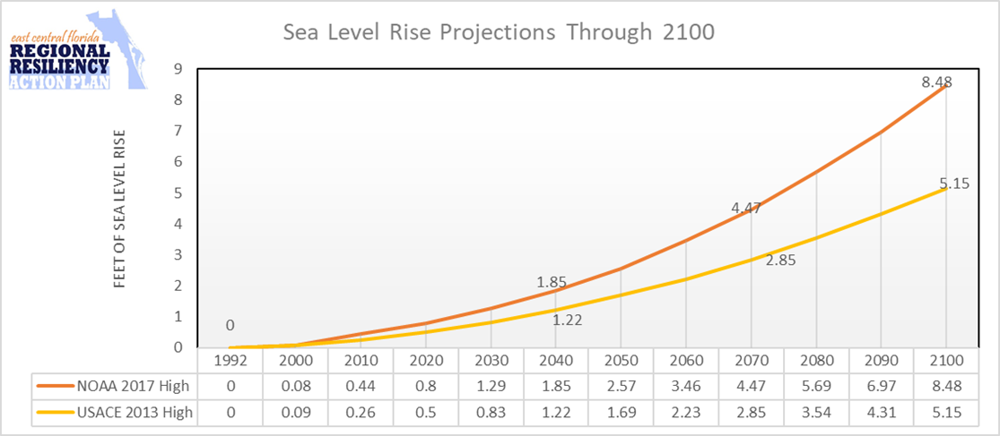 east central florida
REGIONAL
RESILIENCY
ACTION PLAN
Sea Level Rise Projections Through 2100
FEET OF SEA LEVEL RISE
9
8
7
6
5
4
3
2
1
0
8.48
5.15
4.47
2.85
1.85
1.22
0
1992 2000 2010 2020 2030 2040 2050 2060 2070 2080 2090 2100
NOAA 2017 High 0 0.08 0.44 0.8 1.29 1.85 2.57 3.46 4.47 5.69 6.97 8.48
USACE 2013 High 0 0.09 0.26 0.5 0.83 1.22 1.69 2.23 2.85 3.54 4.31 5.15